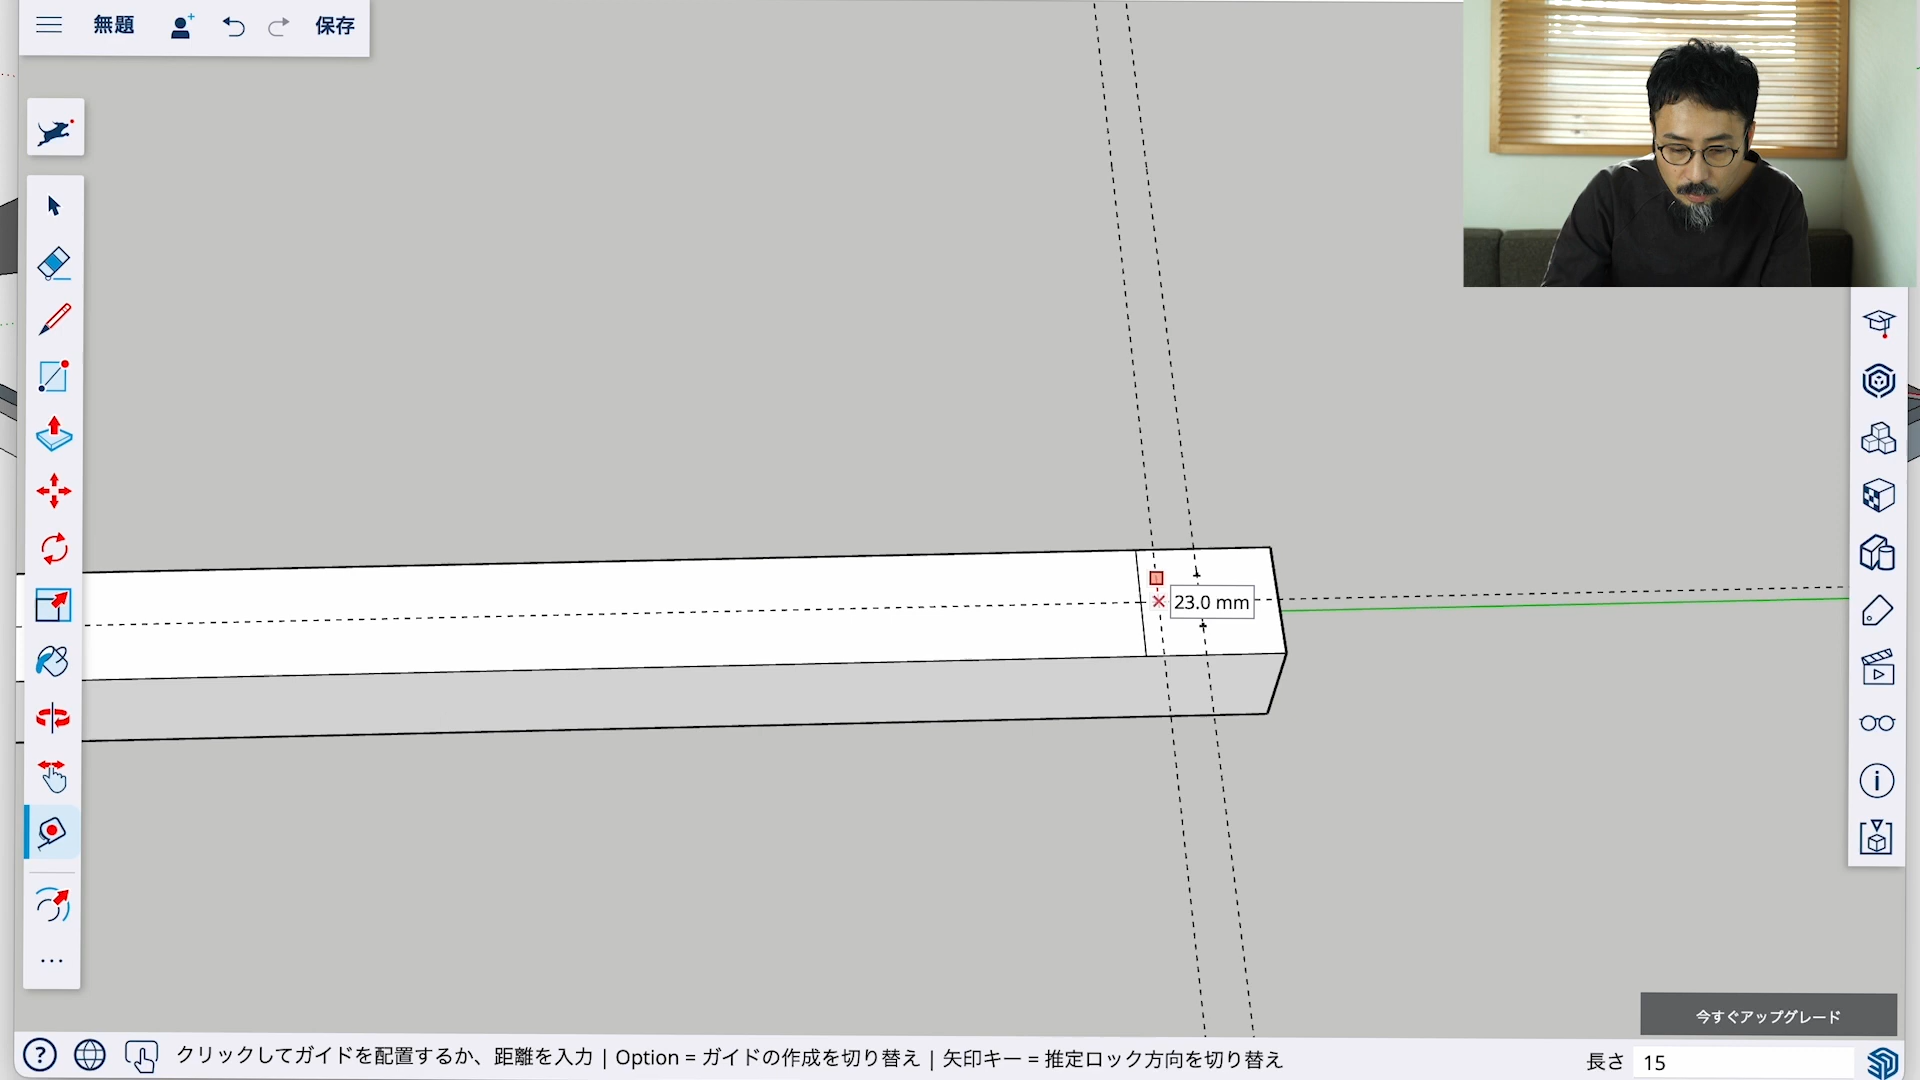 無題
保存
23.0 mm
今すぐアップグレード
クリックしてガイドを配置するか、距離を入力 | Option = ガイドの作成を切り替え | 矢印キー = 推定ロック方向を切り替え
長さ 15